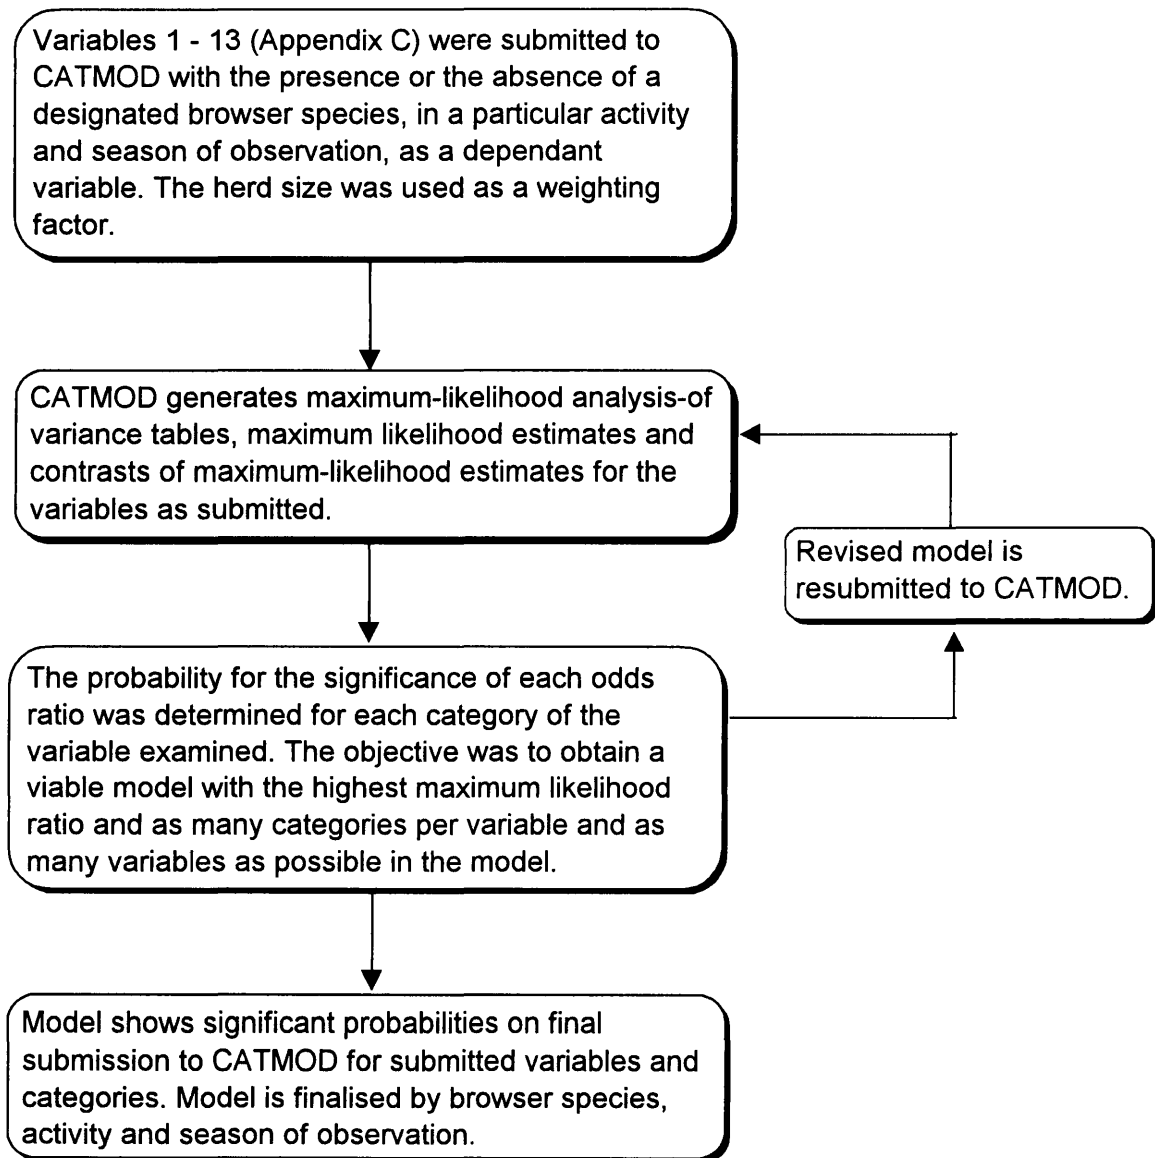 Variables 1 - 13 (Appendix C) were submitted to
CATMOD with the presence or the absence of a
designated browser species, in a particular activity
and season of observation, as a dependant
variable. The herd size was used as a weighting
factor.
CATMOD generates maximum-likelihood analysis-of
variance tables, maximum likelihood estimates and
contrasts of maximum-likelihood estimates for the
variables as submitted.
Revised model is
resubmitted to CATMOD.
The probability for the significance of each odds
ratio was determined for each category of the
variable examined. The objective was to obtain a
viable model with the highest maximum likelihood
ratio and as many categories per variable and as
many variables as possible in the model.
Model shows significant probabilities on final
submission to CATMOD for submitted variables and
categories. Model is finalised by browser species,
activity and season of observation.